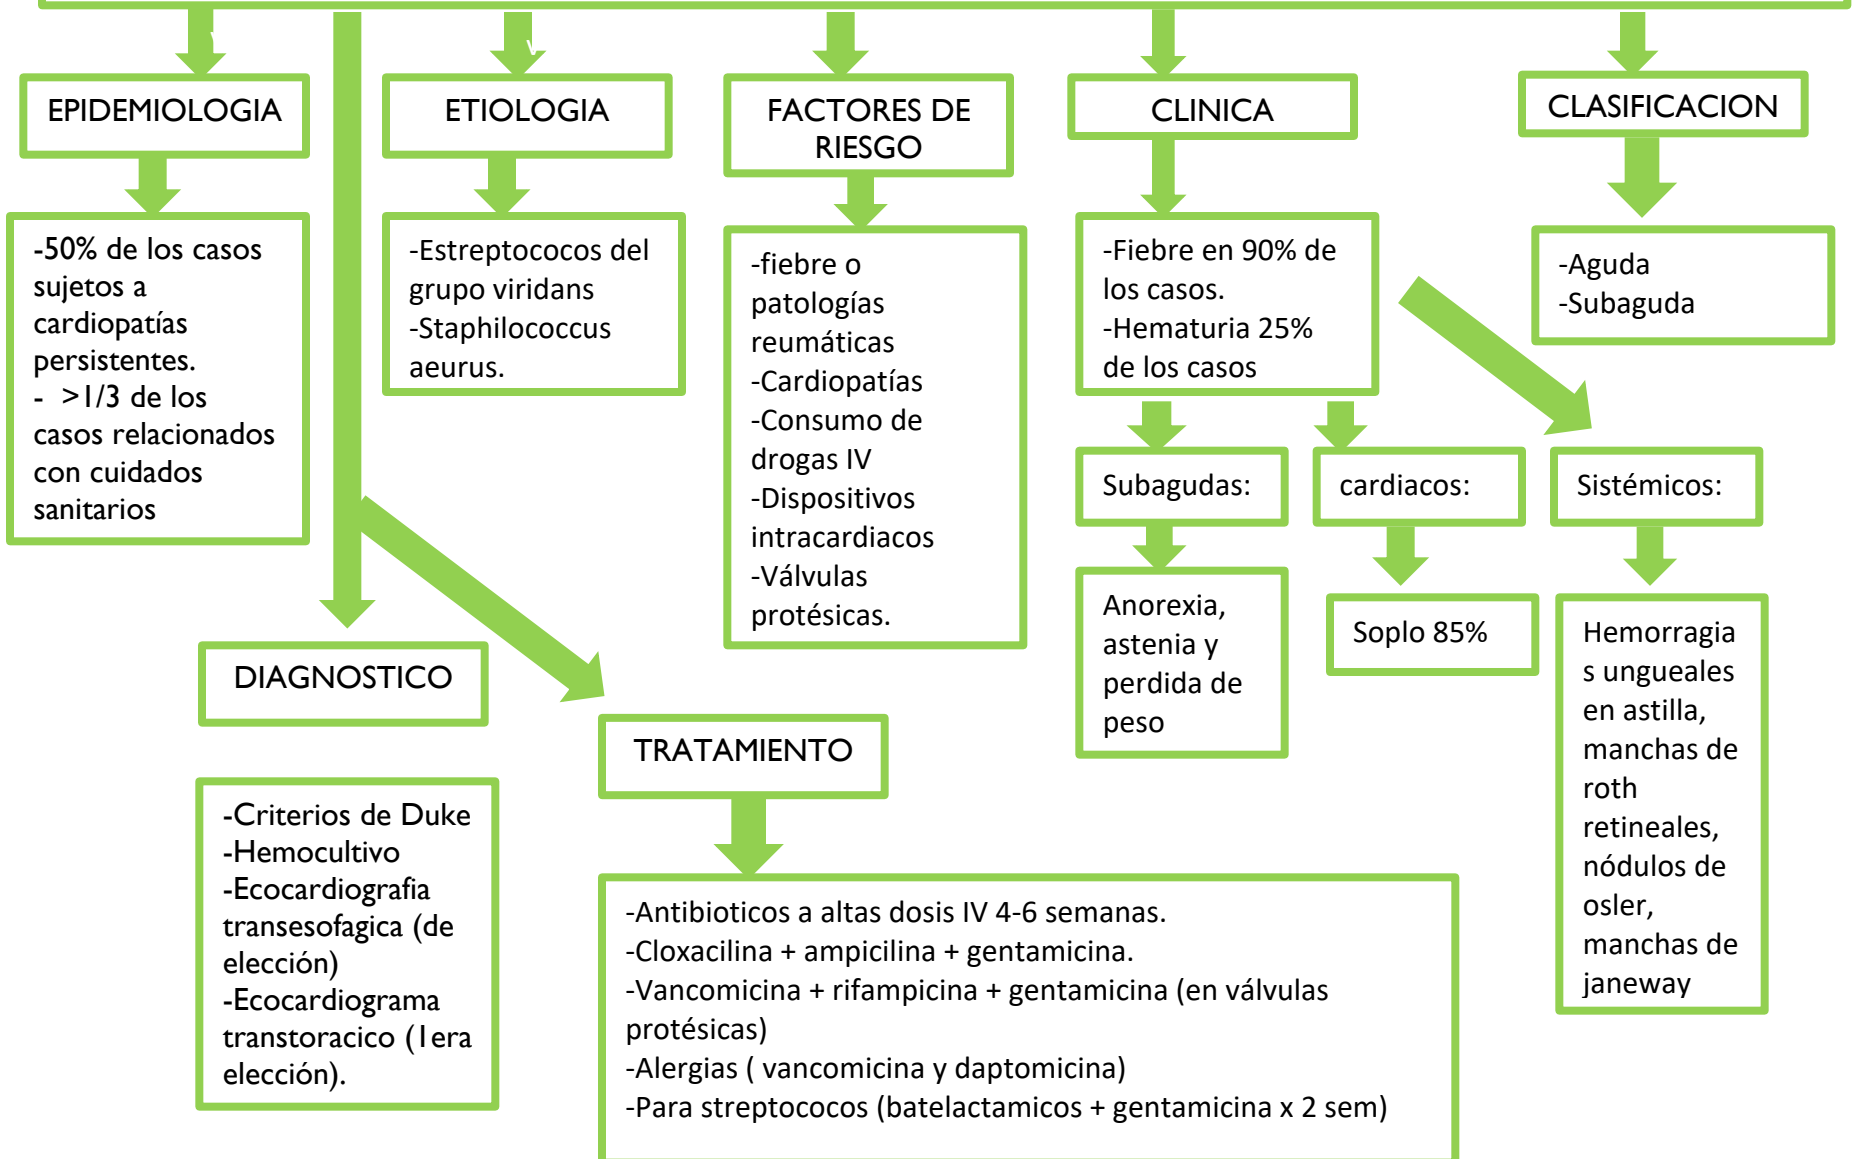 EPIDEMIOLOGIA
ETIOLOGIA
FACTORES DE
RIESGO
CLINICA
CLASIFICACION
-50% de los casos
sujetos a
cardiopatías
persistentes.
- >1/3 de los
casos relacionados
con cuidados
sanitarios
-Estreptococos del
grupo viridans
-Staphilococcus
aeurus.
-fiebre o
patologías
reumáticas
-Cardiopatías
-Consumo de
drogas IV
-Dispositivos
intracardiacos
-Válvulas
protésicas.
-Fiebre en 90% de
los casos.
-Hematuria 25%
de los casos
-Aguda
-Subaguda
Subagudas:
cardiacos:
Sistémicos:
Anorexia,
astenia y
perdida de
peso
Soplo 85%
Hemorragia
s ungueales
en astilla,
manchas de
roth
retineales,
nódulos de
osler,
manchas de
janeway
DIAGNOSTICO
TRATAMIENTO
-Criterios de Duke
-Hemocultivo
-Ecocardiografia
transesofagica (de
elección)
-Ecocardiograma
transtoracico (1era
elección).
-Antibioticos a altas dosis IV 4-6 semanas.
-Cloxacilina + ampicilina + gentamicina.
-Vancomicina + rifampicina + gentamicina (en válvulas
protésicas)
-Alergias ( vancomicina y daptomicina)
-Para streptococos (batelactamicos + gentamicina x 2 sem)